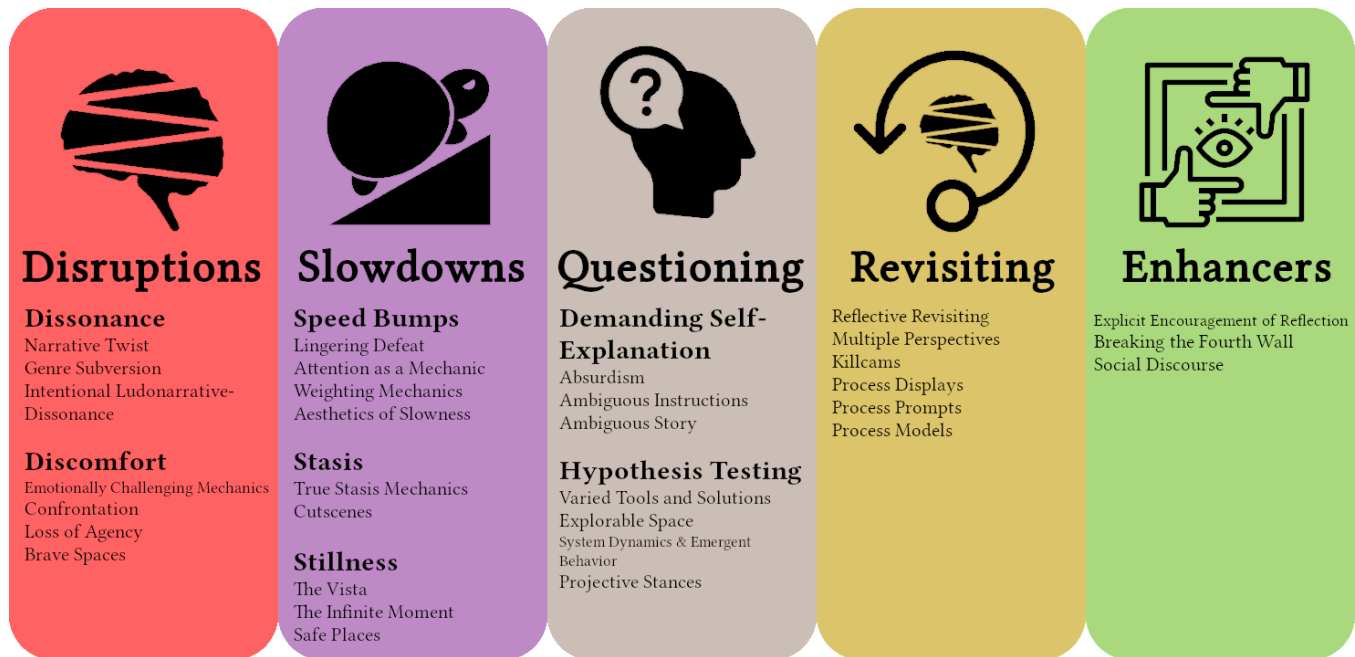 ?
Disruptions
Dissonance
Narrative Twist
Genre Subversion
Intentional Ludonarrative-
Dissonance
Discomfort
Emotionally Challenging Mechanics
Confrontation
Loss of Agency
Brave Spaces
Slowdowns
Speed Bumps
Lingering Defeat
Attention as a Mechanic
Weighting Mechanics
Aesthetics of Slowness
Stasis
True Stasis Mechanics
Cutscenes
Stillness
The Vista
The Infinite Moment
Safe Places
Questioning
Demanding Self-
Explanation
Absurdism
Ambiguous Instructions
Ambiguous Story
Hypothesis Testing
Varied Tools and Solutions
Explorable Space
System Dynamics & Emergent
Behavior
Projective Stances
Revisiting
Reflective Revisiting
Multiple Perspectives
Killcams
Process Displays
Process Prompts
Process Models
Enhancers
Explicit Encouragement of Reflection
Breaking the Fourth Wall
Social Discourse